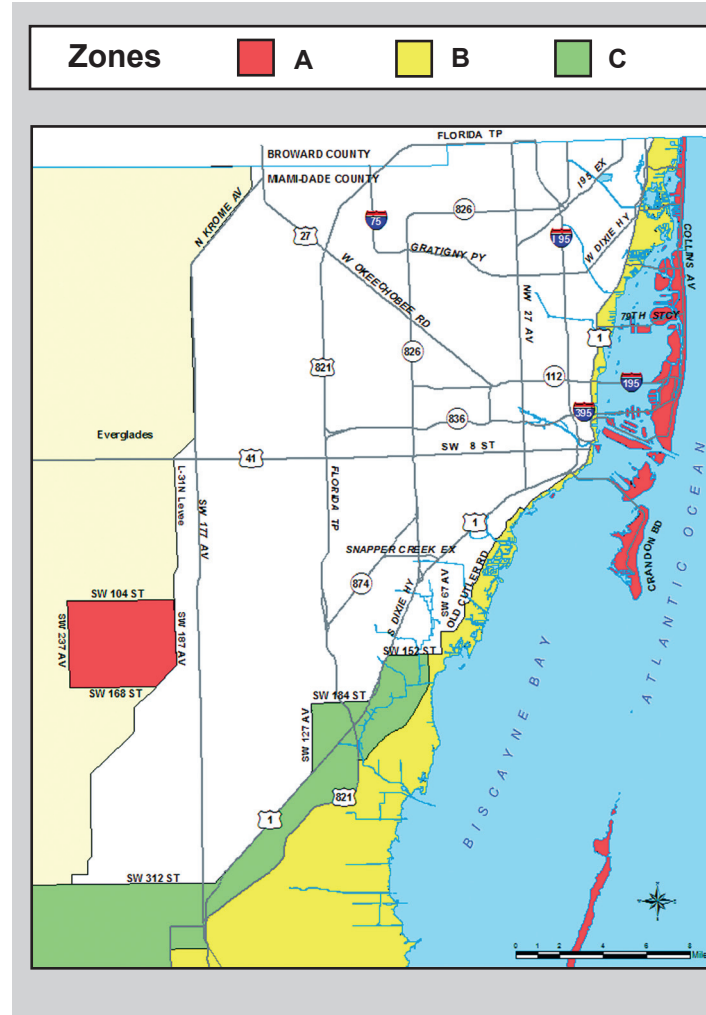 Zones A B C
FLORIDA TP
BROWARD COUNTY
MIAMI-DADE COUNTY
N KROME AV
I95 EX
826
75
I 95
27
W DIXIE HY
GRATIGNY PY
COLLINS AV
W OKEECHOBEE RD
NW 27 AV
79TH STCY
1
826
821
112
195
395
836
Everglades
SW 8 ST
41
L-31N Levee
FLORIDA TP
SW 177 AV
1
SNAPPER CREEK EX
874
SW 67 AV
OLD CUTLER RD
CRANDON BD
ATLANTIC OCEAN
S DIXIE HY
SW 104 ST
SW 237 AV
SW 187 AV
SW 152 ST
SW 168 ST
SW 184 ST
BISCAYNE BAY
SW 127 AV
821
1
SW 312 ST
0 1 2 4 6 8
Mile